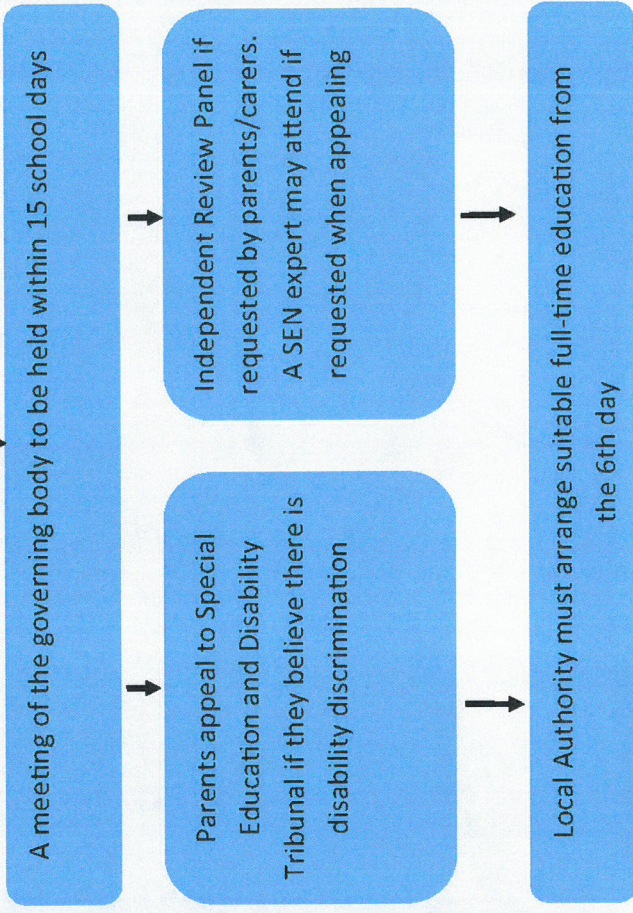 A meeting of the governing body to be held within 15 school days
Parents appeal to Special
Education and Disability
Tribunal if they believe there is
disability discrimination
Independent Review Panel if
requested by parents/carers.
A SEN expert may attend if
requested when appealing
Local Authority must arrange suitable full-time education from
the 6th day